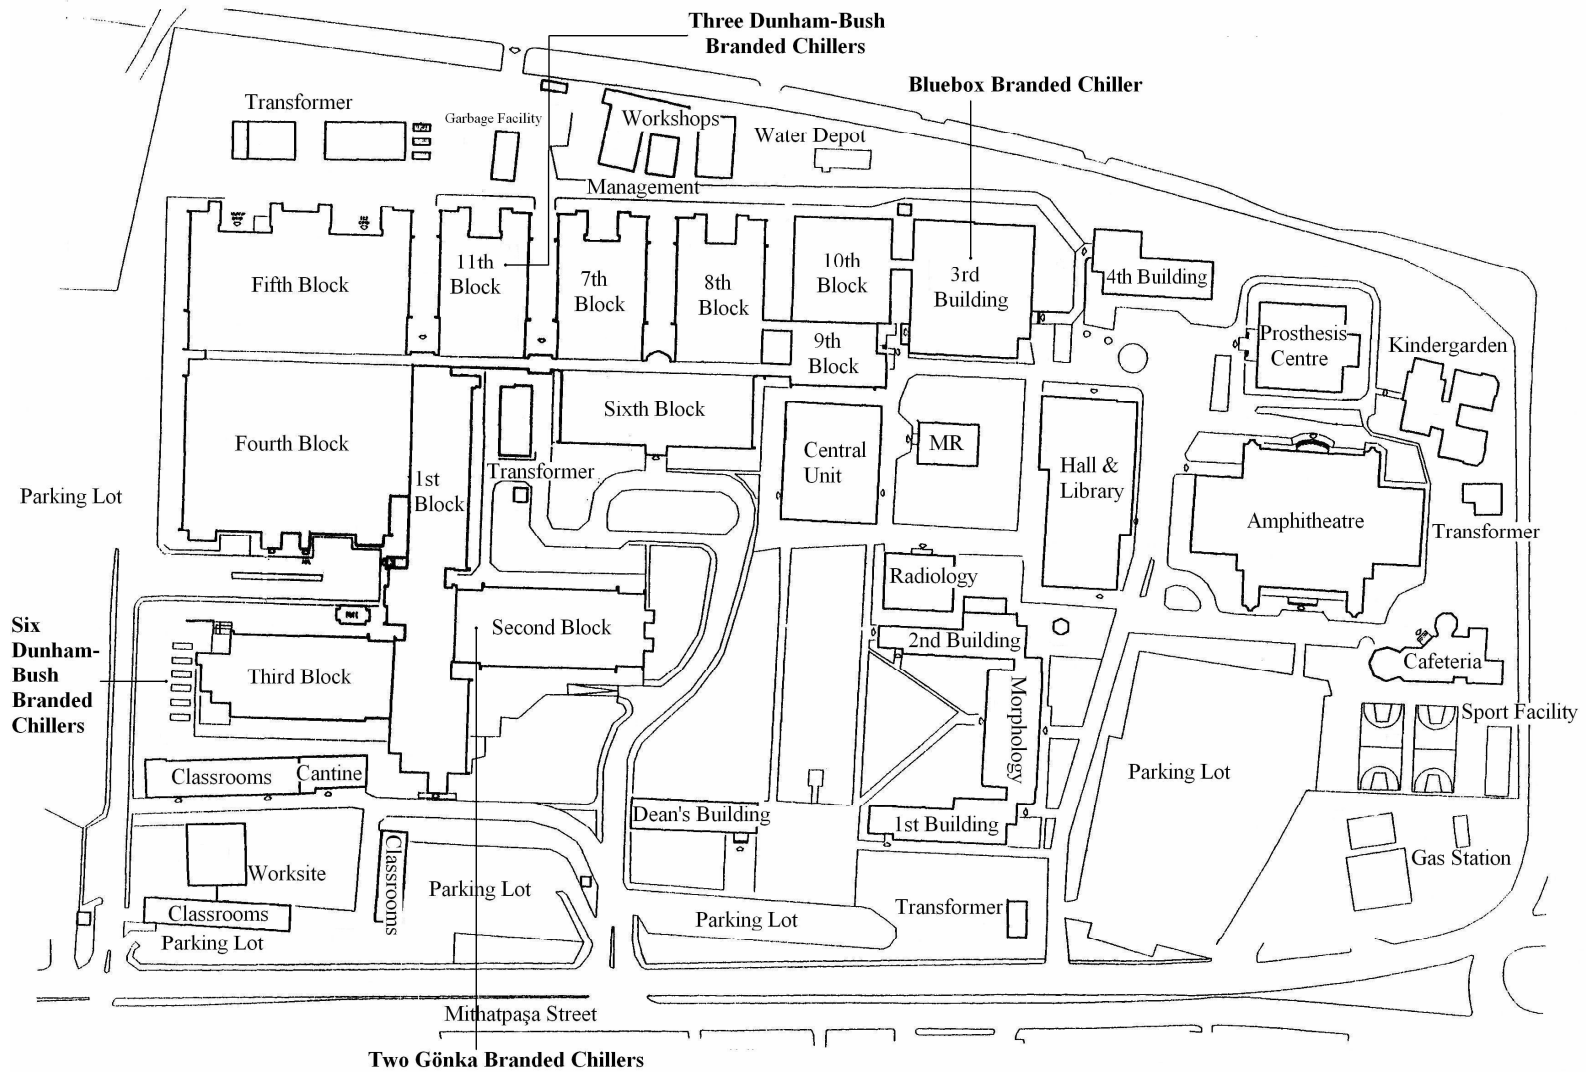 Three Dunham-Bush
Branded Chillers
Bluebox Branded Chiller
Transformer
Garbage Facility
Workshops
Water Depot
Management
Fifth Block
11th
Block
7th
Block
8th
Block
10th
Block
3rd
Building
4th Building
9th
Block
Prosthesis
Centre
Kindergarden
Fourth Block
1st
Block
Sixth Block
Transformer
Central
Unit
MR
Hall &
Library
Amphitheatre
Transformer
Parking Lot
Radiology
Six
Dunham-
Bush
Branded
Chillers
Third Block
Second Block
2nd Building
Morphology
Cafeteria
Sport Facility
Parking Lot
Classrooms
Cantine
Dean's Building
1st Building
Gas Station
Worksite
Classrooms
Classrooms
Parking Lot
Parking Lot
Parking Lot
Transformer
Mithatpaşa Street
Two Gönka Branded Chillers